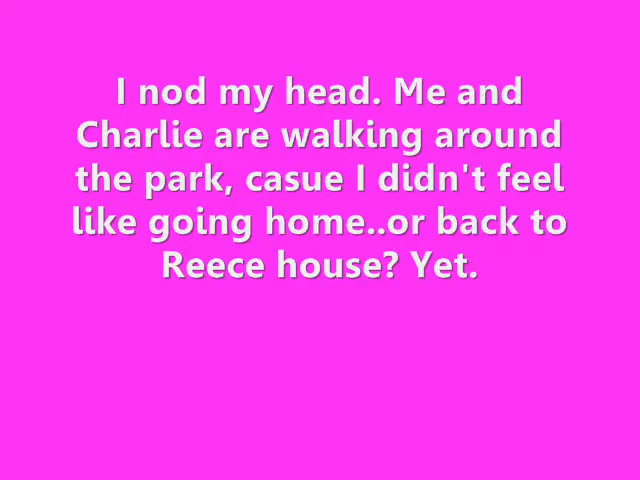 I nod my head. Me and
Charlie are walking around
the park, casue I didn't feel
like going home..or back to
Reece house? Yet.